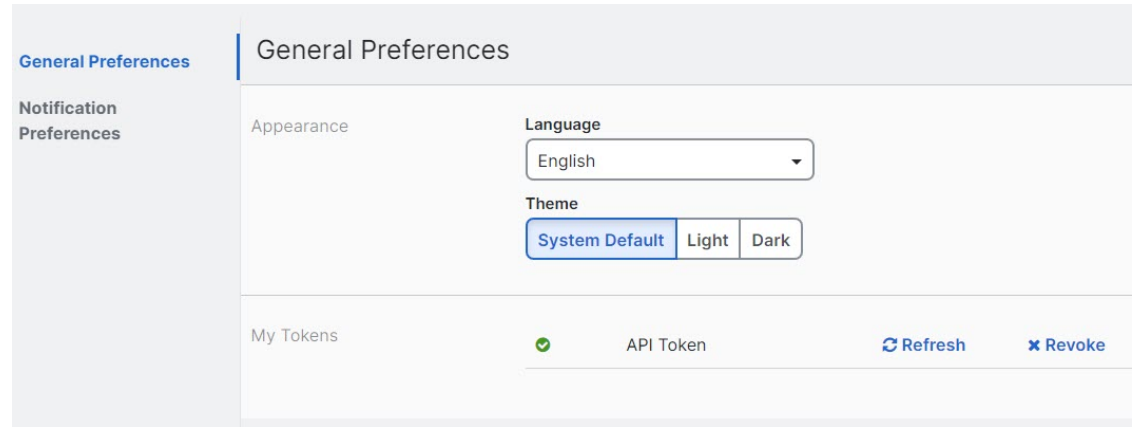 General Preferences
Notification
Preferences
General Preferences
Appearance
Language
English
Theme
System Default Light Dark
My Tokens
API Token Refresh Revoke